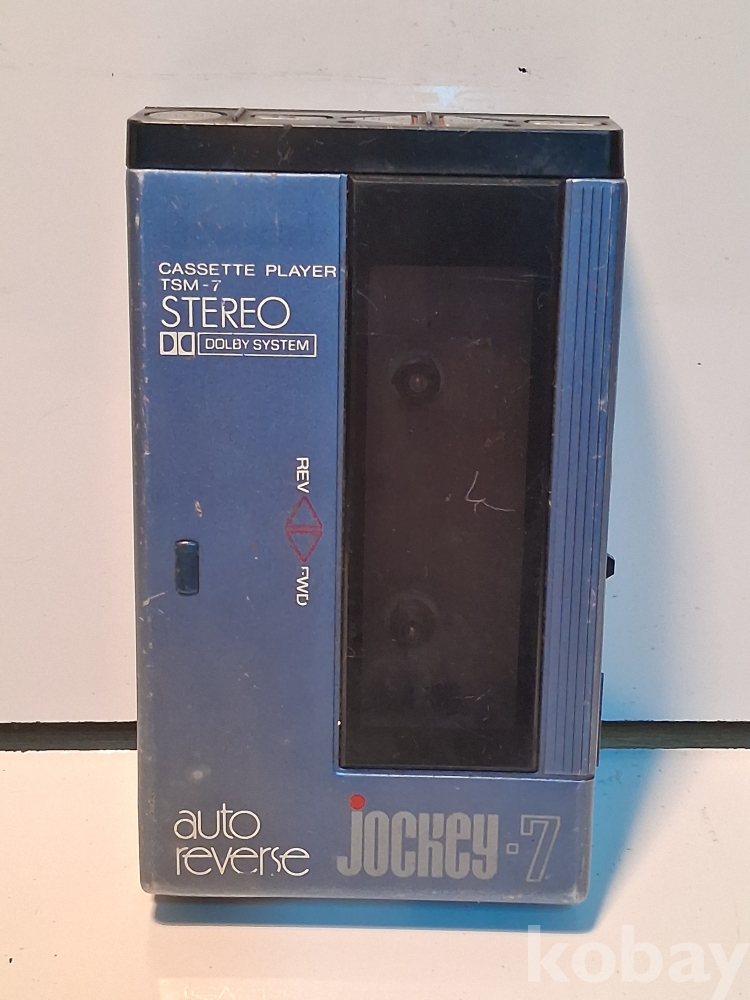 CASSETTE PLAYER
TSM-7
STEREO
DOLBY SYSTEM
REV
FWD
auto
reverse
jockey-7
kobay